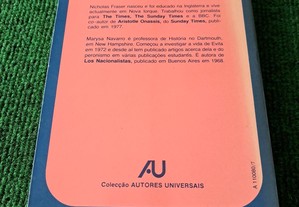 Nicholas Fraser nasceu e foi educado na Inglaterra e vive
actualmente em Nova Iorque. Trabalhou como jornalista
para The Times, The Sunday Times e a BBC. Foi
co-autor de Aristotle Onassis, do Sunday Times, publi-
cada em 1977.
Marysa Navarro é professora de História no Dartmouth,
em New Hampshire. Começou a investigar a vida de Evita
em 1972 e desde aí tem publicado artigos acerca dela e do
peronismo em várias publicações estudantis. É autora de
Los Nacionalistas, publicado em Buenos Aires em 1968.
AU
Colecção AUTORES UNIVERSAIS